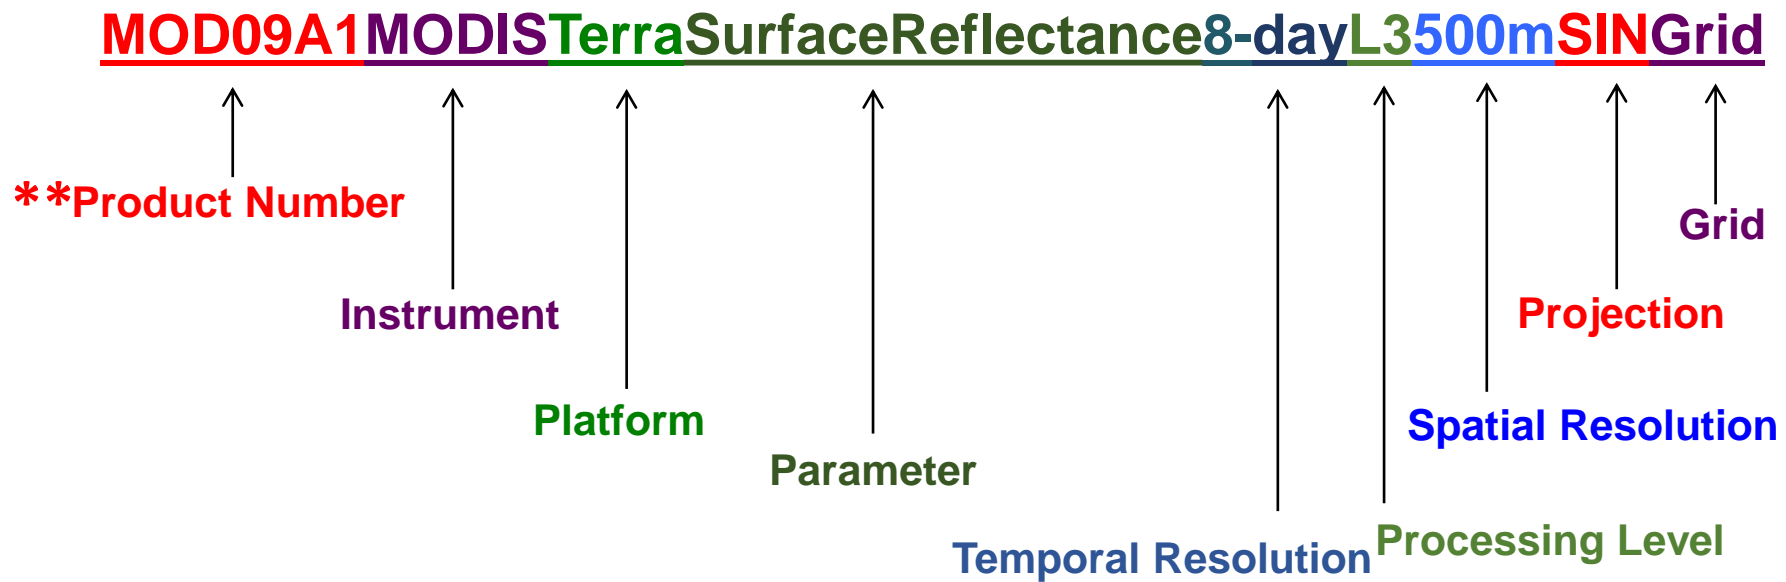 MOD09A1MODISTerraSurfaceReflectance8-dayL3500mSINGrid
**Product Number
Grid
Instrument
Projection
Platform
Spatial Resolution
Parameter
Processing Level
Temporal Resolution